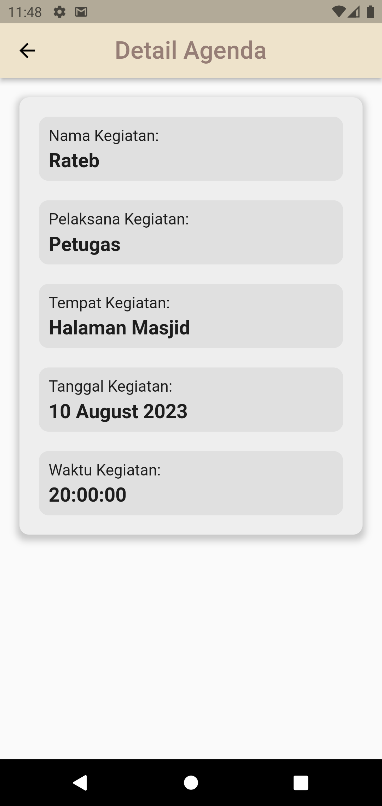 11:48
Detail Agenda
Nama Kegiatan:
Rateb
Pelaksana Kegiatan:
Petugas
Tempat Kegiatan:
Halaman Masjid
Tanggal Kegiatan:
10 August 2023
Waktu Kegiatan:
20:00:00